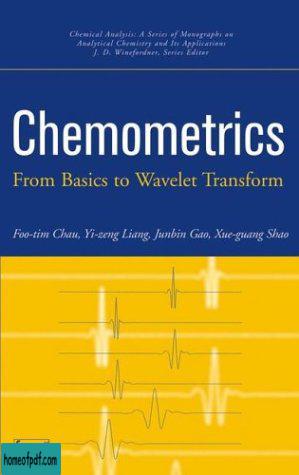 Chemical Analysis: A Series of Monographs on
Analytical Chemistry and Its Applications
J. D. Winefordner, Series Editor
Chemometrics
From Basics to Wavelet Transform
Foo-tim Chau, Yi-zeng Liang, Junbin Gao, Xue-guang Shao
homeofpdf.com